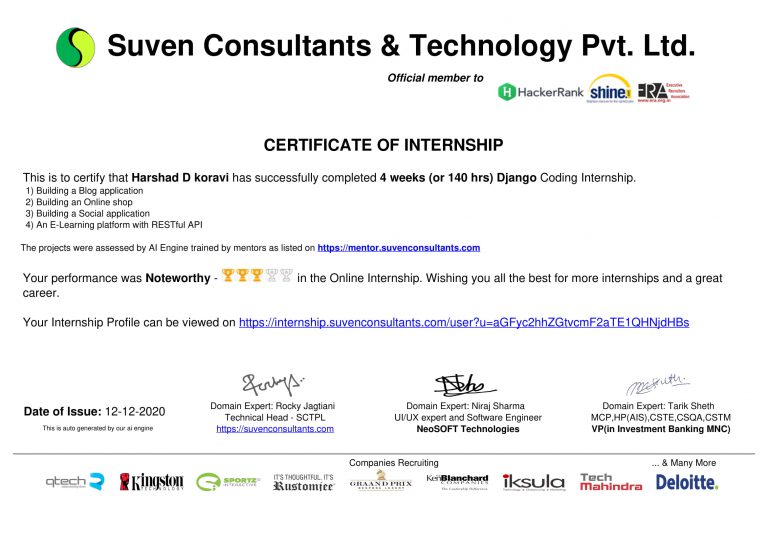 Suven Consultants & Technology Pvt. Ltd.
Official member to
HackerRank
shine
ERA Executive Recruiters Association
www.era.org.in
CERTIFICATE OF INTERNSHIP
This is to certify that Harshad D koravi has successfully completed 4 weeks (or 140 hrs) Django Coding Internship.
1) Building a Blog application
2) Building an Online shop
3) Building a Social application
4) An E-Learning platform with RESTful API
The projects were assessed by AI Engine trained by mentors as listed on https://mentor.suvenconsultants.com
Your performance was Noteworthy - in the Online Internship. Wishing you all the best for more internships and a great
career.
Your Internship Profile can be viewed on https://internship.suvenconsultants.com/user?u=aGFyc2hhZGtvcmF2aTE1QHNjdHBs
Date of Issue: 12-12-2020
This is auto generated by our ai engine
Domain Expert: Rocky Jagtiani
Technical Head - SCTPL
https://suvenconsultants.com
Domain Expert: Niraj Sharma
UI/UX expert and Software Engineer
NeoSOFT Technologies
Domain Expert: Tarik Sheth
MCP,HP(AIS),CSTE,CSQA,CSTM
VP(in Investment Banking MNC)
Companies Recruiting
... & Many More
qtech
Kingston
TECHNOLOGY
SPORTZ
INTERACTIVE
IT'S THOUGHTFUL. IT'S
Rustomjee
GRAAND PRIX
KenBlanchard
COMPANIES
iksula
Tech
Mahindra
Deloitte.